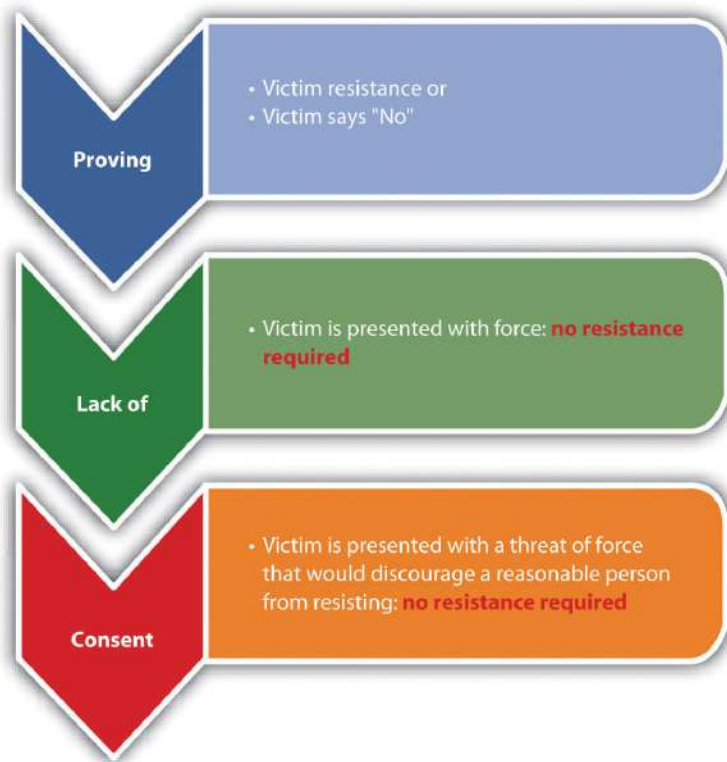 Proving
• Victim resistance or
• Victim says "No"
Lack of
• Victim is presented with force: no resistance
required
Consent
• Victim is presented with a threat of force
that would discourage a reasonable person
from resisting: no resistance required